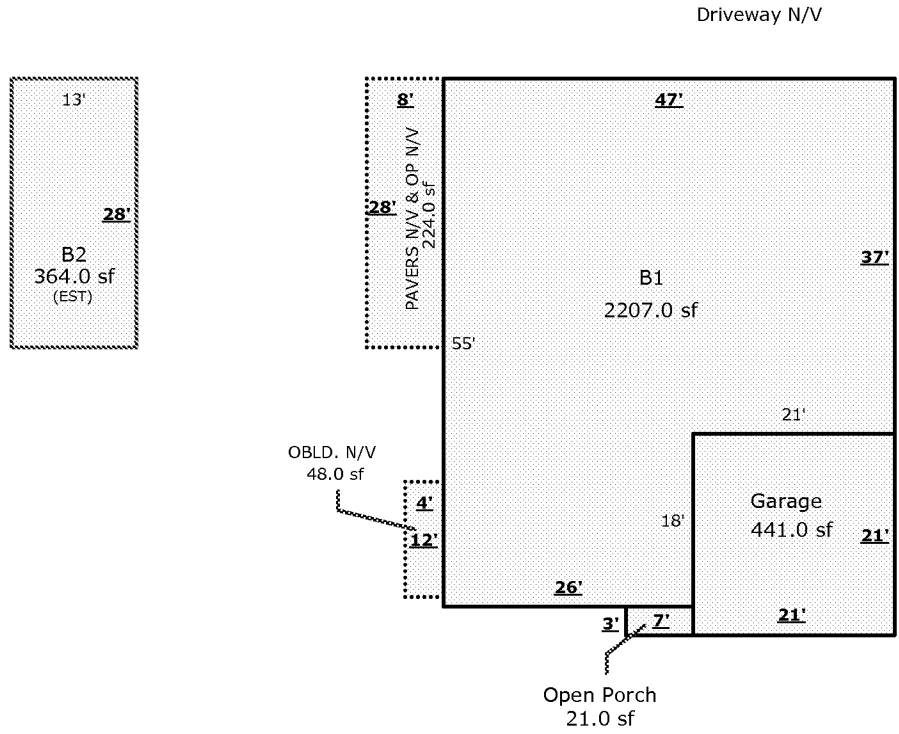 Driveway N/V
13'
28'
B2
364.0 sf
(EST)
8'
28'
PAVERS N/V & OP N/V
224.0 sf
47'
37'
B1
2207.0 sf
55'
21'
OBLD. N/V
48.0 sf
4'
12'
18'
Garage
441.0 sf
21'
26'
21'
3'
7'
Open Porch
21.0 sf